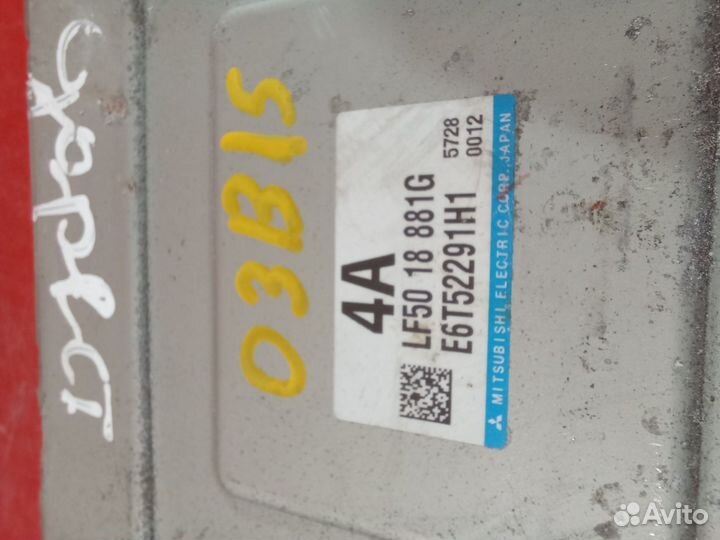 03B15
4A
LF50 18 881G
E6T52291H1
5728
0012
MITSUBISHI ELECTRIC CORP. JAPAN
Avito